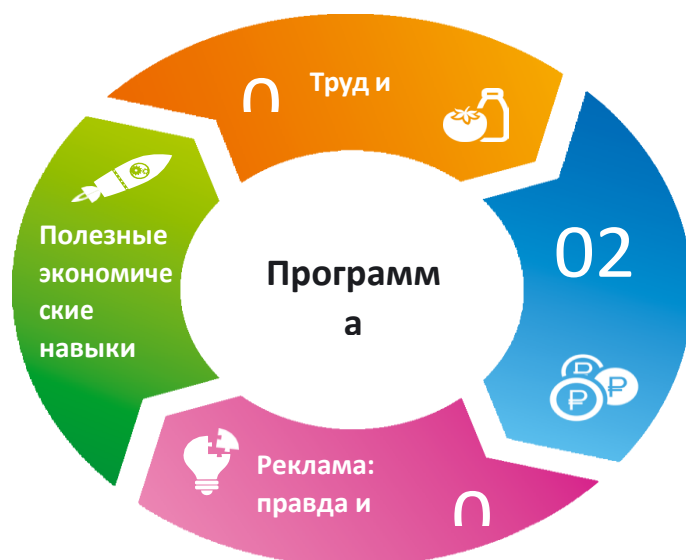 Труд и
02
Полезные
экономиче
ские
навыки
Программ
а
Реклама:
правда и